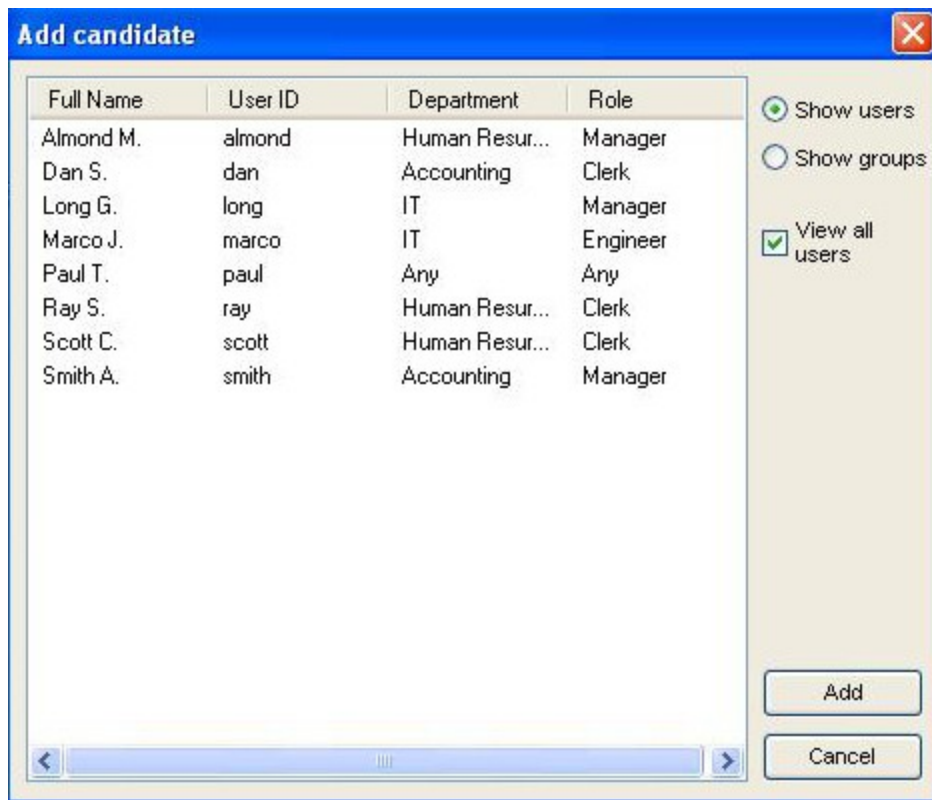 Add candidate
Full Name User ID Department Role
Almond M. almond Human Resur... Manager
Dan S. dan Accounting Clerk
Long G. long IT Manager
Marco J. marco IT Engineer
Paul T. paul Any Any
Ray S. ray Human Resur... Clerk
Scott C. scott Human Resur... Clerk
Smith A. smith Accounting Manager
Show users
Show groups
View all
users
Add
Cancel